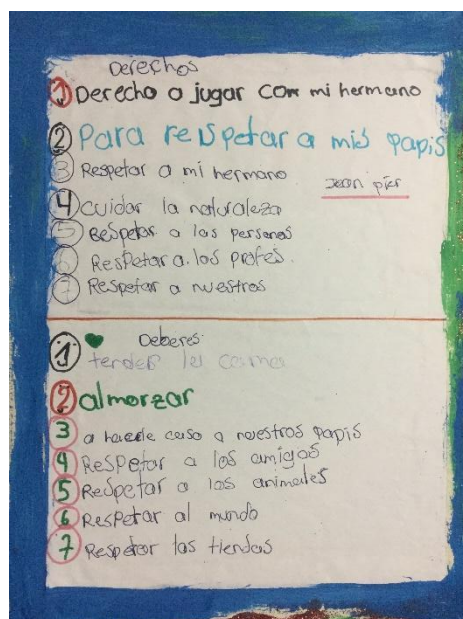 Derechos
1 Derecho a jugar con mi hermano
2 Para respetar a mis papis
3 Respetar a mi hermano
Jean pier
4 cuidar la naturaleza
5 Respetar a las personas
6 Respetar a los profes.
7 Respetar a nuestros
Deberes:
1 tender la cama
2 almorzar
3 a hacerle caso a nuestros papis
4 Respetar a los amigos
5 Respetar a los animales
6 Respetar al mundo
7 Respetar las tiendas